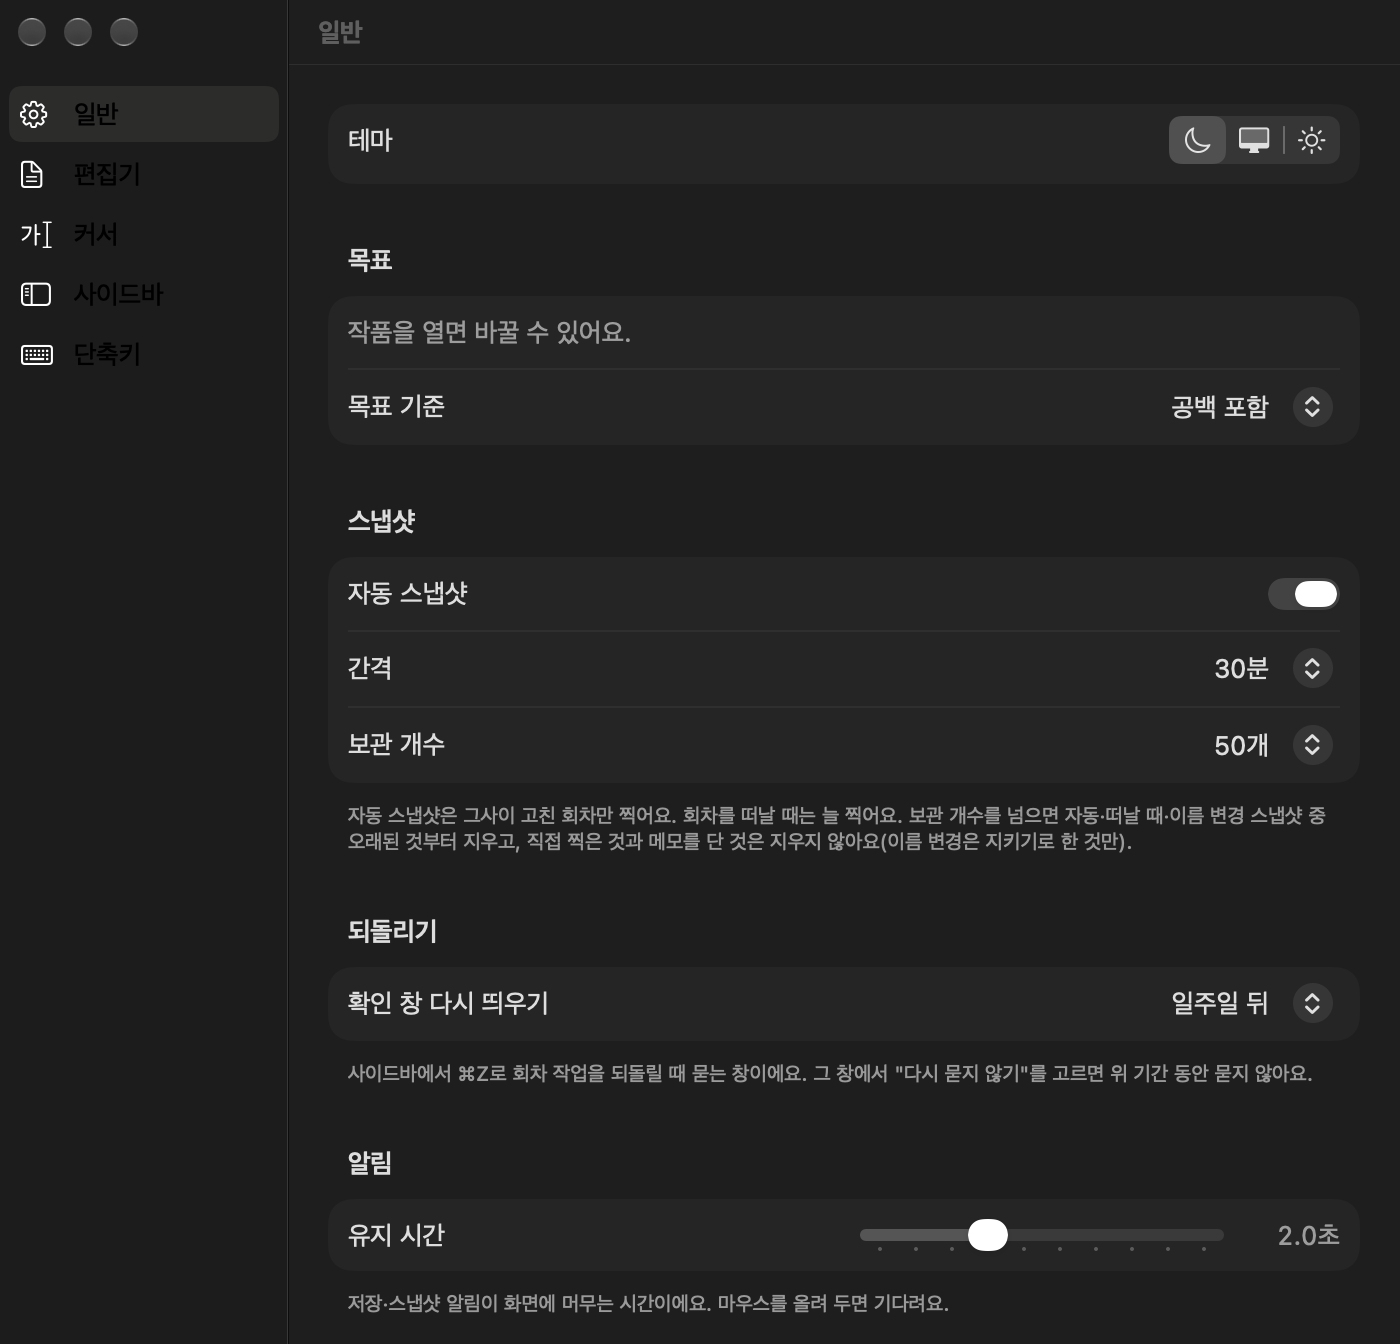 일반
일반
편집기
가 커서
사이드바
단축키
테마
목표
작품을 열면 바꿀 수 있어요.
목표 기준 공백 포함
스냅샷
자동 스냅샷
간격 30분
보관 개수 50개
자동 스냅샷은 그사이 고친 회차만 찍어요. 회차를 떠날 때는 늘 찍어요. 보관 개수를 넘으면 자동·떠날 때·이름 변경 스냅샷 중
오래된 것부터 지우고, 직접 찍은 것과 메모를 단 것은 지우지 않아요(이름 변경은 지키기로 한 것만).
되돌리기
확인 창 다시 띄우기 일주일 뒤
사이드바에서 ⌘Z로 회차 작업을 되돌릴 때 묻는 창이에요. 그 창에서 "다시 묻지 않기"를 고르면 위 기간 동안 묻지 않아요.
알림
유지 시간 2.0초
저장·스냅샷 알림이 화면에 머무는 시간이에요. 마우스를 올려 두면 기다려요.